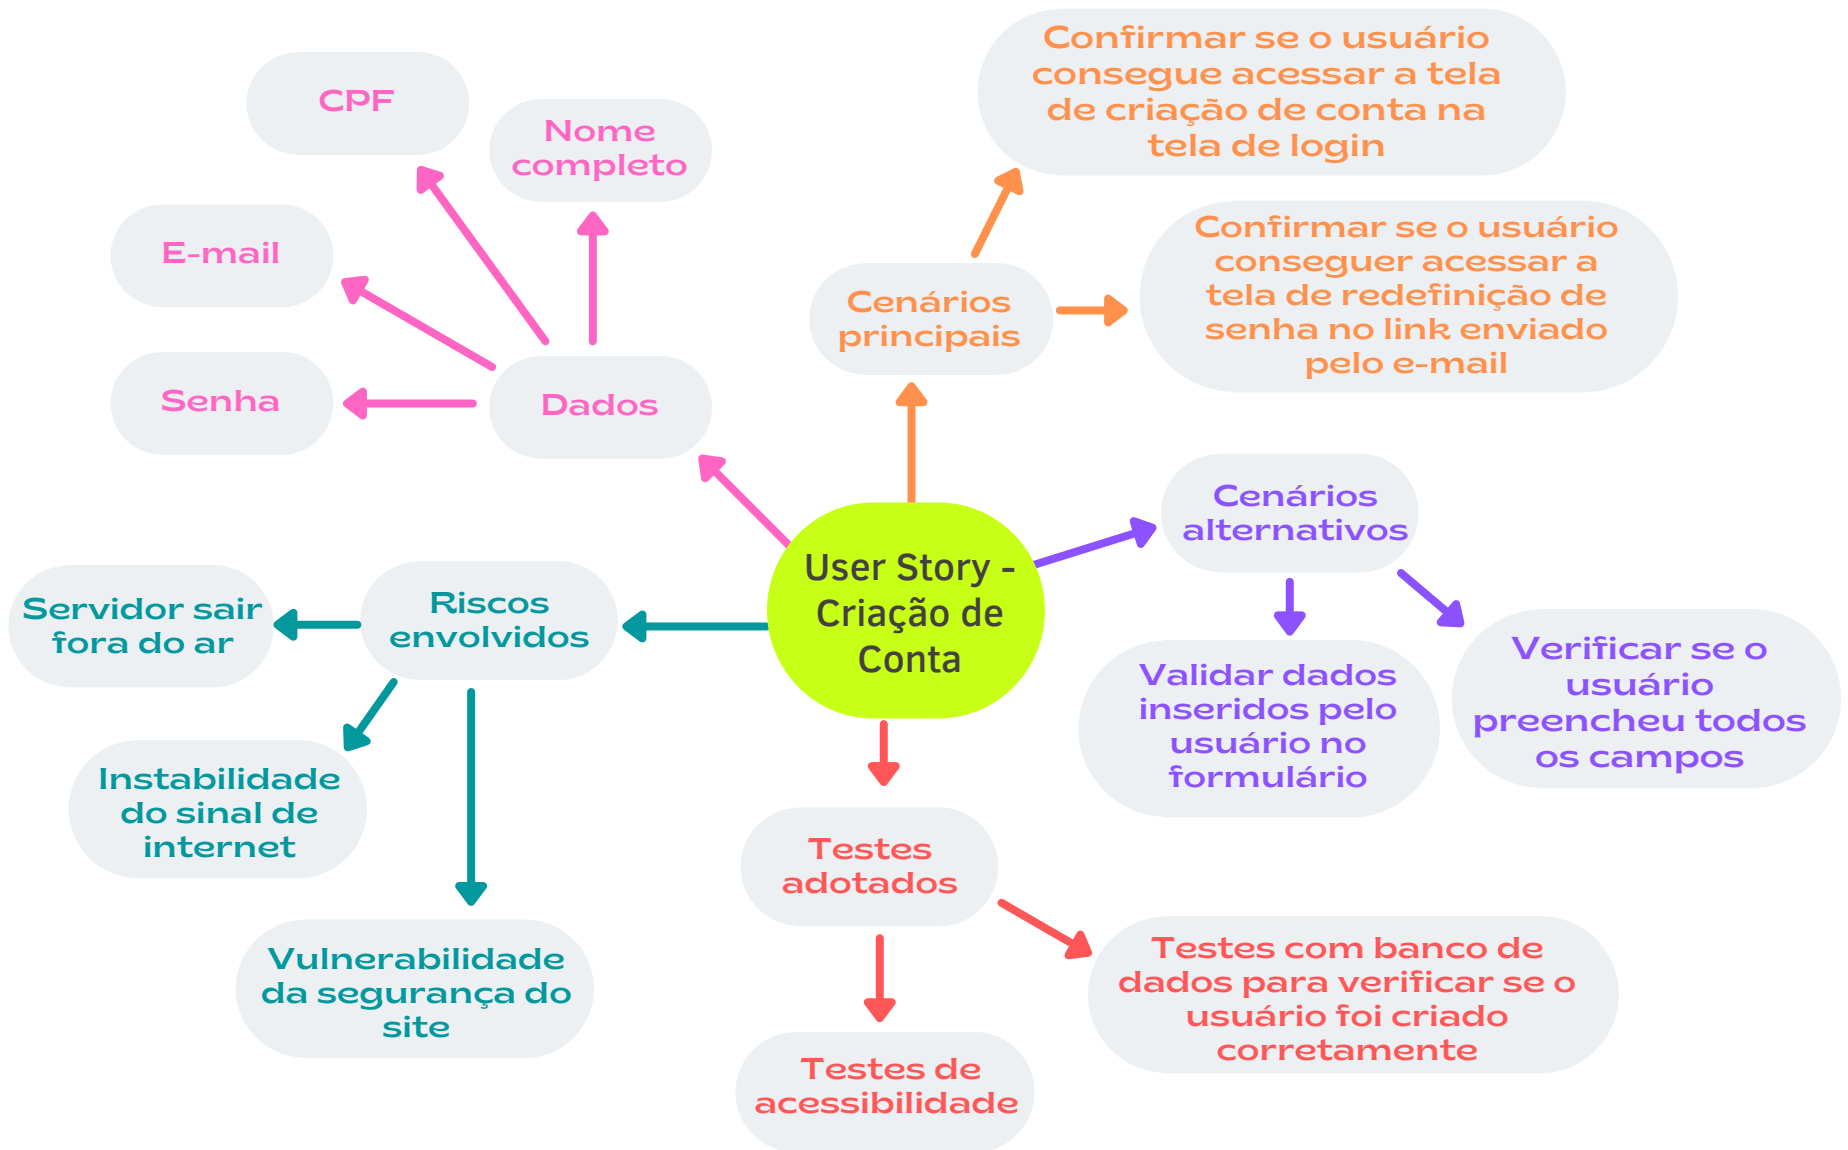 User Story -
Criação de
Conta
Dados
CPF
Nome
completo
E-mail
Senha
Cenários
principais
Confirmar se o usuário
consegue acessar a tela
de criação de conta na
tela de login
Confirmar se o usuário
conseguer acessar a
tela de redefinição de
senha no link enviado
pelo e-mail
Cenários
alternativos
Validar dados
inseridos pelo
usuário no
formulário
Verificar se o
usuário
preencheu todos
os campos
Riscos
envolvidos
Servidor sair
fora do ar
Instabilidade
do sinal de
internet
Vulnerabilidade
da segurança do
site
Testes
adotados
Testes com banco de
dados para verificar se o
usuário foi criado
corretamente
Testes de
acessibilidade